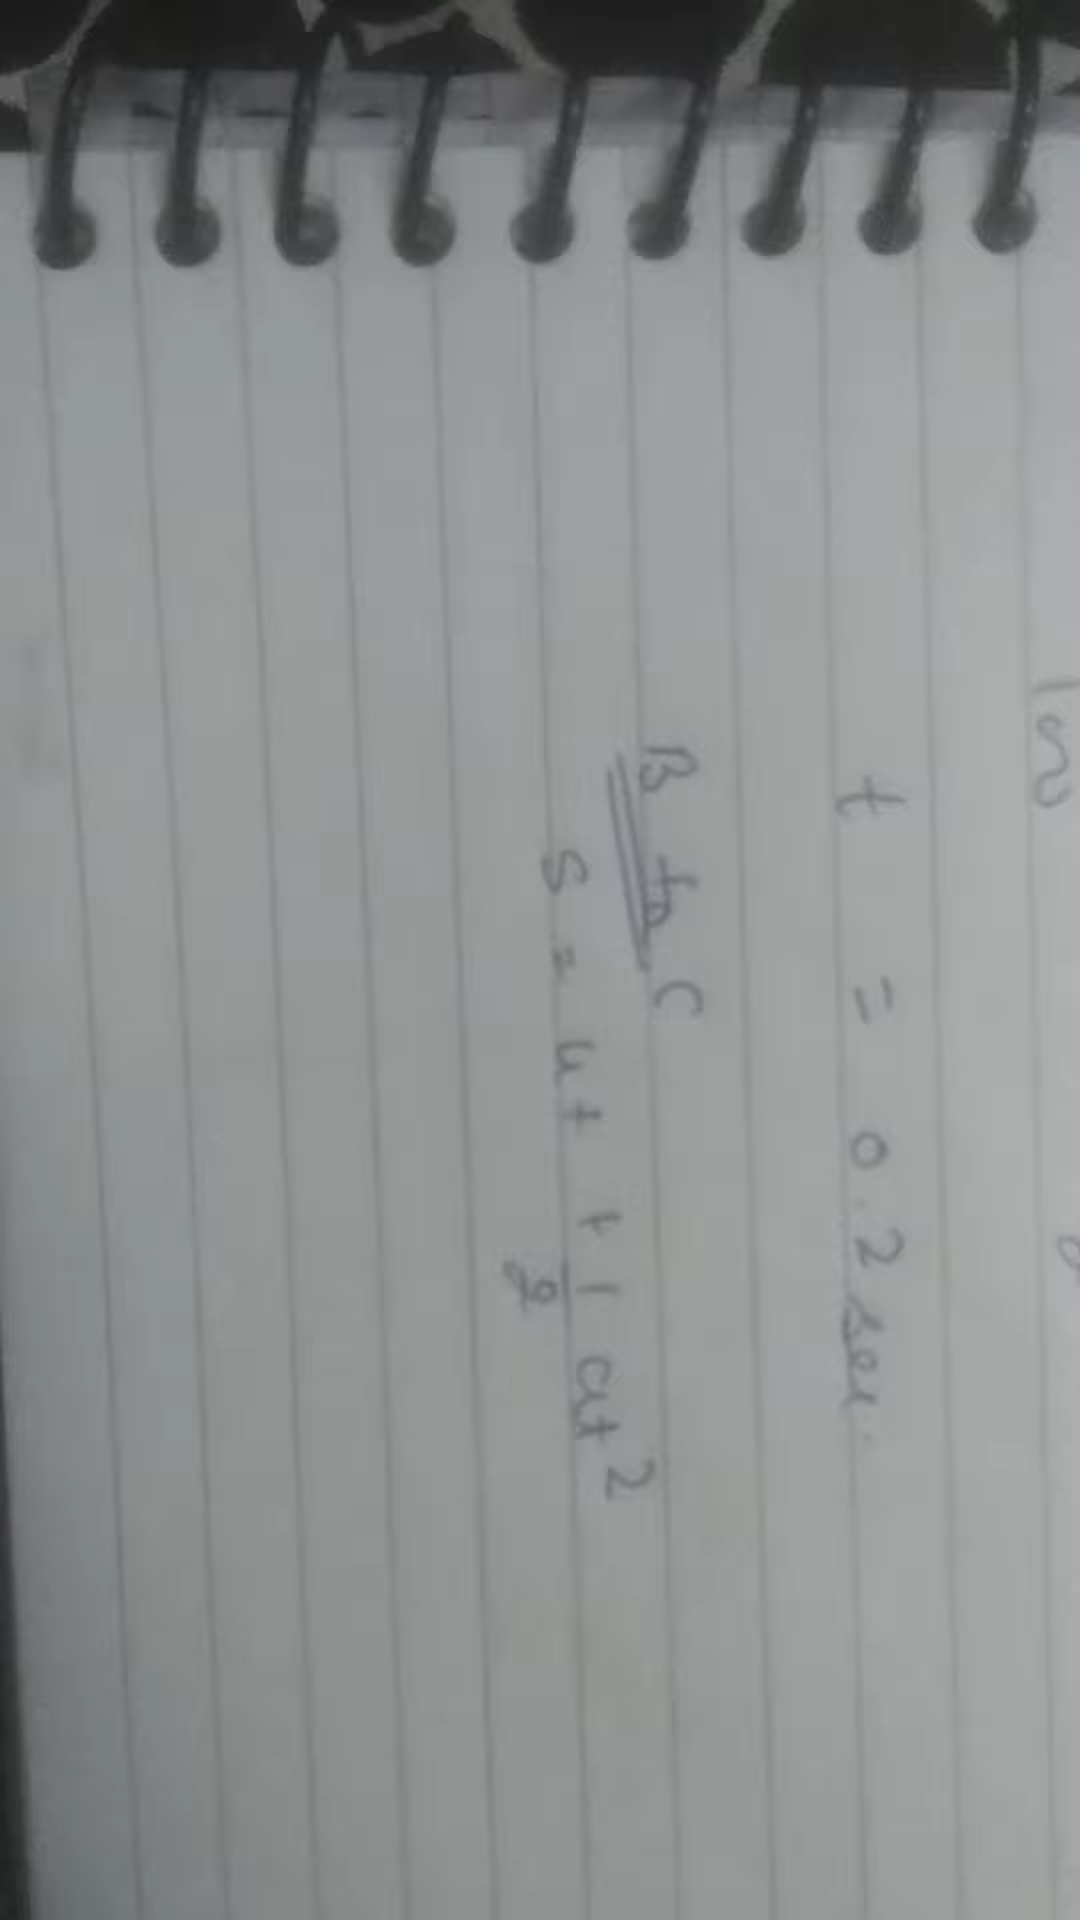 t = 0.2 sec.
B to C
s = ut + 1/2 at²